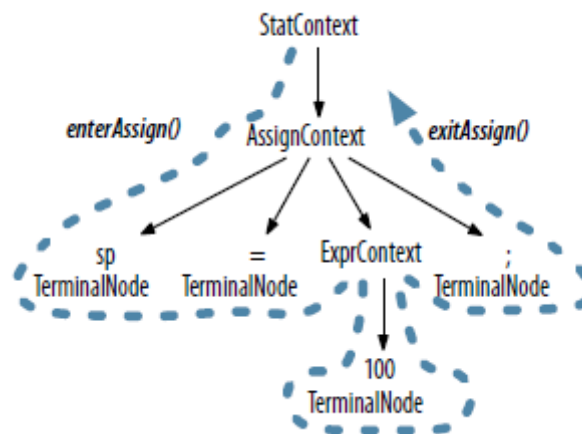 StatContext
enterAssign()
exitAssign()
AssignContext
sp
=
ExprContext
;
TerminalNode
TerminalNode
TerminalNode
100
TerminalNode